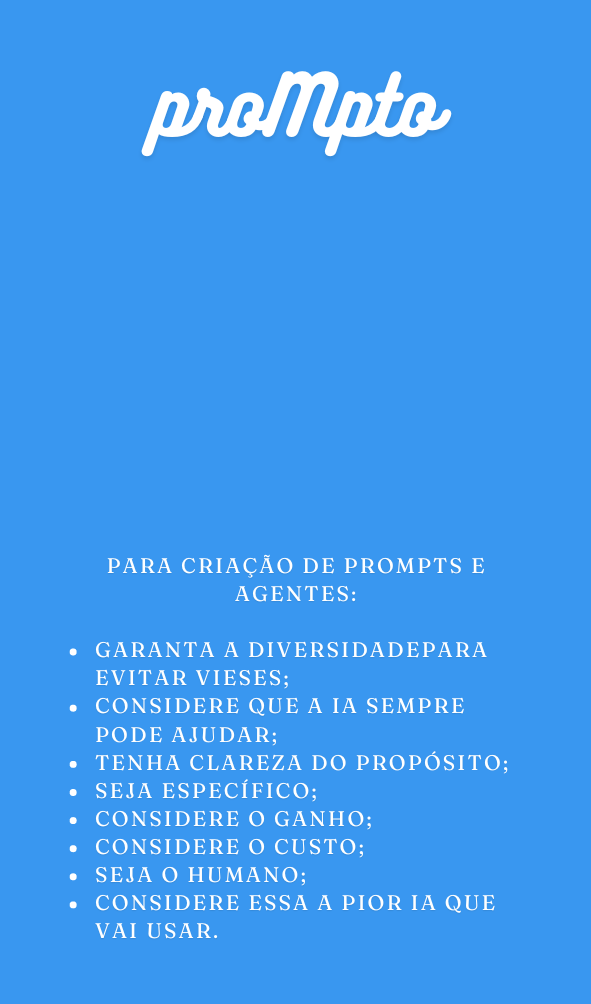 proMpto
PARA CRIAÇÃO DE PROMPTS E
AGENTES:
• GARANTA A DIVERSIDADEPARA
EVITAR VIESES;
• CONSIDERE QUE A IA SEMPRE
PODE AJUDAR;
• TENHA CLAREZA DO PROPÓSITO;
• SEJA ESPECÍFICO;
• CONSIDERE O GANHO;
• CONSIDERE O CUSTO;
• SEJA O HUMANO;
• CONSIDERE ESSA A PIOR IA QUE
VAI USAR.